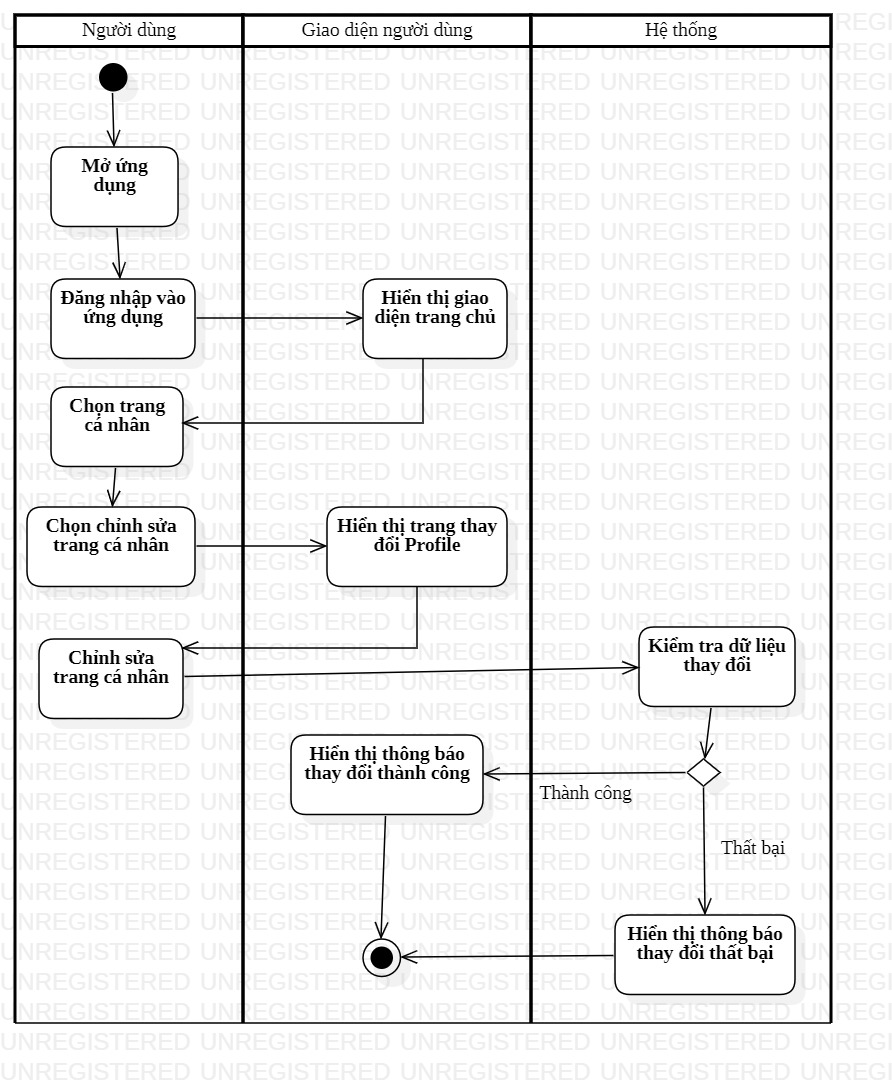 Người dùng
Giao diện người dùng
Hệ thống
Mở ứng
dụng
Đăng nhập vào
ứng dụng
Hiển thị giao
diện trang chủ
Chọn trang
cá nhân
Chọn chỉnh sửa
trang cá nhân
Hiển thị trang thay
đổi Profile
Chỉnh sửa
trang cá nhân
Kiểm tra dữ liệu
thay đổi
Hiển thị thông báo
thay đổi thành công
Thành công
Thất bại
Hiển thị thông báo
thay đổi thất bại
UNREGISTERED